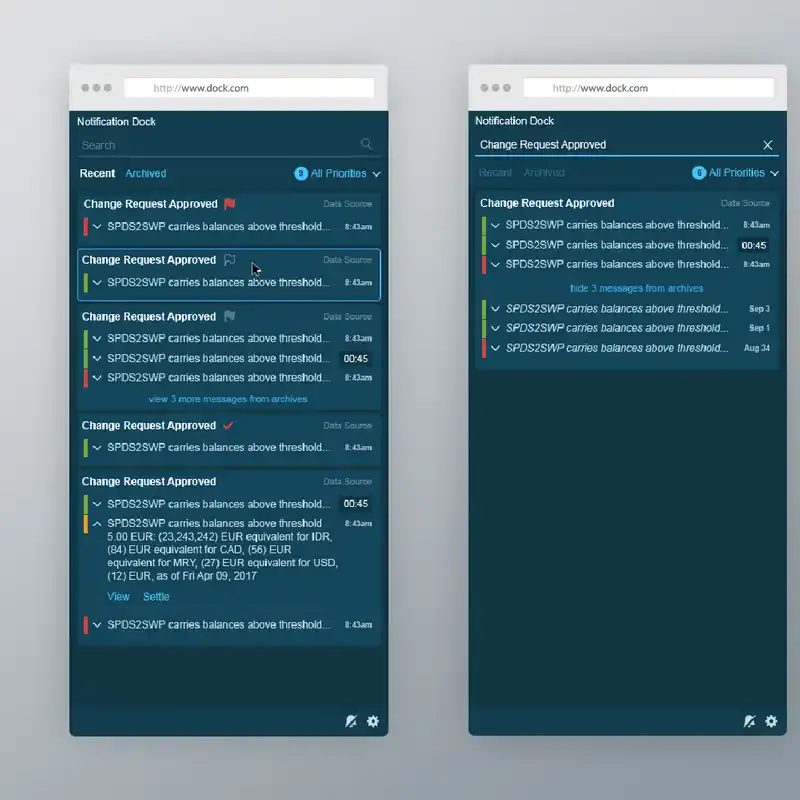 http://www.dock.com
Notification Dock
Search
Recent Archived 9 All Priorities
Change Request Approved Data Source
SPDS2SWP carries balances above threshold... 8:43am
Change Request Approved Data Source
SPDS2SWP carries balances above threshold... 8:43am
Change Request Approved Data Source
SPDS2SWP carries balances above threshold... 8:43am
SPDS2SWP carries balances above threshold... 00:45
SPDS2SWP carries balances above threshold... 8:43am
view 3 more messages from archives
Change Request Approved Data Source
SPDS2SWP carries balances above threshold... 8:43am
Change Request Approved Data Source
SPDS2SWP carries balances above threshold... 00:45
SPDS2SWP carries balances above threshold 8:43am
5.00 EUR: (23,243,242) EUR equivalent for IDR,
(84) EUR equivalent for CAD, (56) EUR
equivalent for MRY, (27) EUR equivalent for USD,
(12) EUR, as of Fri Apr 09, 2017
View Settle
SPDS2SWP carries balances above threshold... 8:43am
http://www.dock.com
Notification Dock
Change Request Approved
Recent Archived 6 All Priorities
Change Request Approved Data Source
SPDS2SWP carries balances above threshold... 8:43am
SPDS2SWP carries balances above threshold... 00:45
SPDS2SWP carries balances above threshold... 8:43am
hide 3 messages from archives
SPDS2SWP carries balances above threshold... Sep 3
SPDS2SWP carries balances above threshold... Sep 1
SPDS2SWP carries balances above threshold... Aug 34